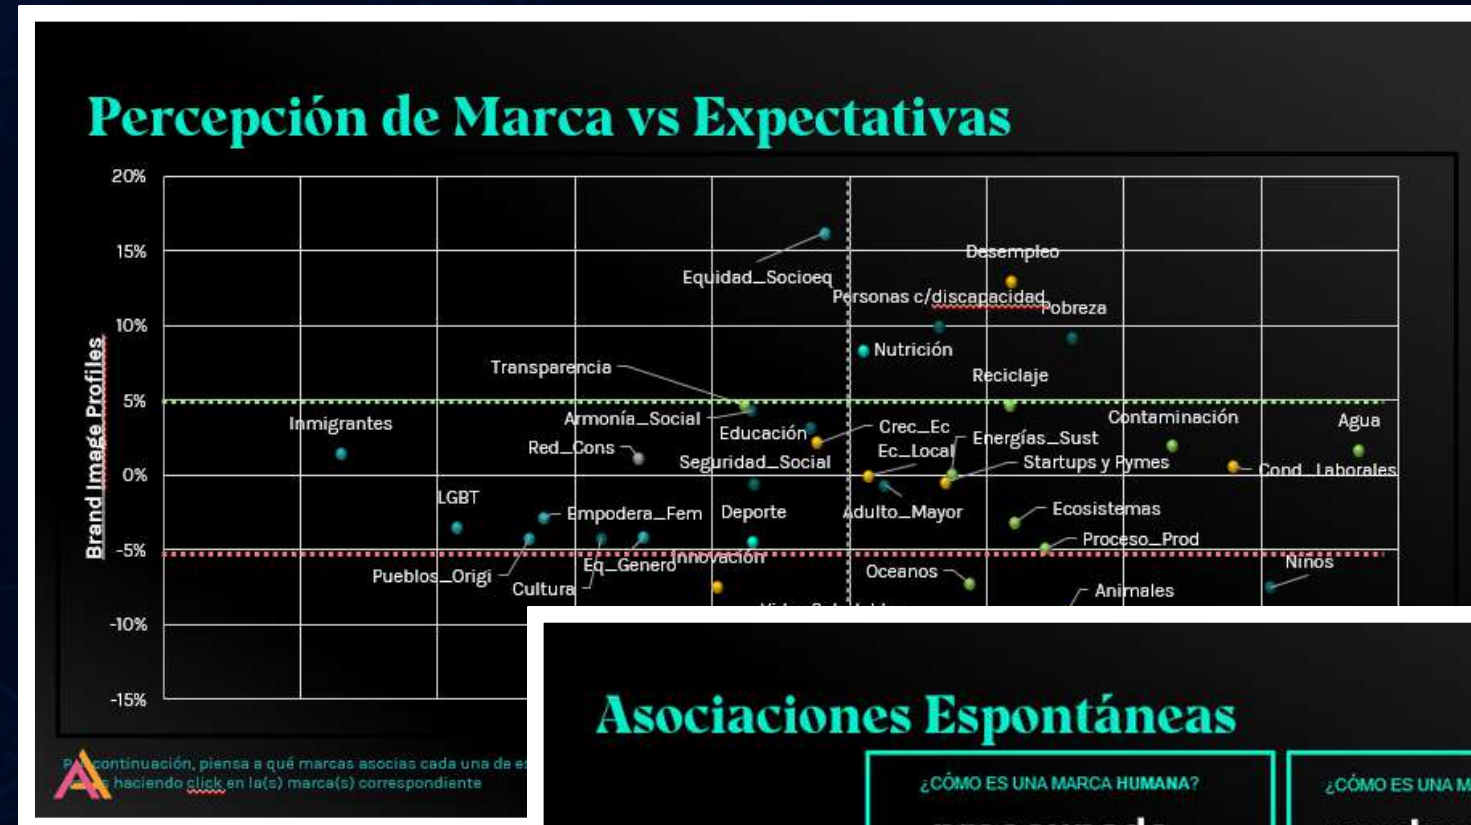 Percepción de Marca vs Expectativas
20%
15%
10%
5%
0%
-5%
-10%
-15%
Brand Image Profiles
Desempleo
Equidad_Socioeq
Personas c/discapacidad
Pobreza
Nutrición
Transparencia
Reciclaje
Inmigrantes
Armonía_Social
Contaminación
Agua
Educación
Crec_Ec
Red_Cons
Ec_Local
Energías_Sust
Seguridad_Social
Startups y Pymes
Cond_Laborales
LGBT
Empodera_Fem
Deporte
Adulto_Mayor
Ecosistemas
Proceso_Prod
Innovación
Eq_Genero
Niños
Pueblos_Origi
Oceanos
Cultura
Animales
continuación, piensa a qué marcas asocias cada una de
haciendo click en la(s) marca(s) correspondiente
Asociaciones Espontáneas
¿CÓMO ES UNA MARCA HUMANA?
¿CÓMO ES UNA M